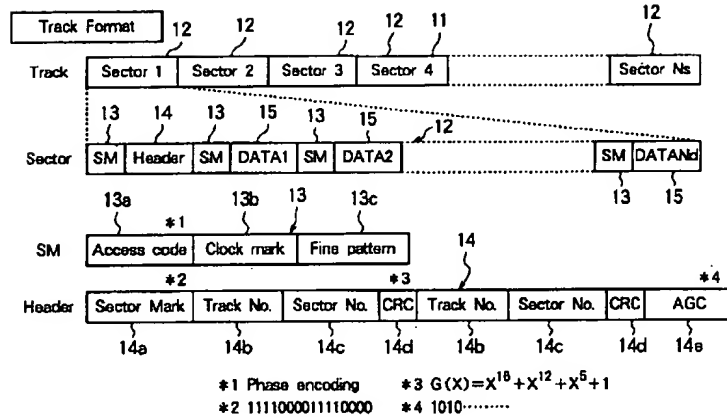 Track Format
12 12 12 12 11 12
Track Sector 1 Sector 2 Sector 3 Sector 4 Sector Ns
13 14 13 15 13 15 12
Sector SM Header SM DATA1 SM DATA2 SM DATANd
13 15
13a *1 13b 13 13c
SM Access code Clock mark Fine pattern
*2 *3 14 *4
Header Sector Mark Track No. Sector No. CRC Track No. Sector No. CRC AGC
14a 14b 14c 14d 14b 14c 14d 14e
*1 Phase encoding *3 G(X)=X¹⁶+X¹²+X⁵+1
*2 1111000011110000 *4 1010········